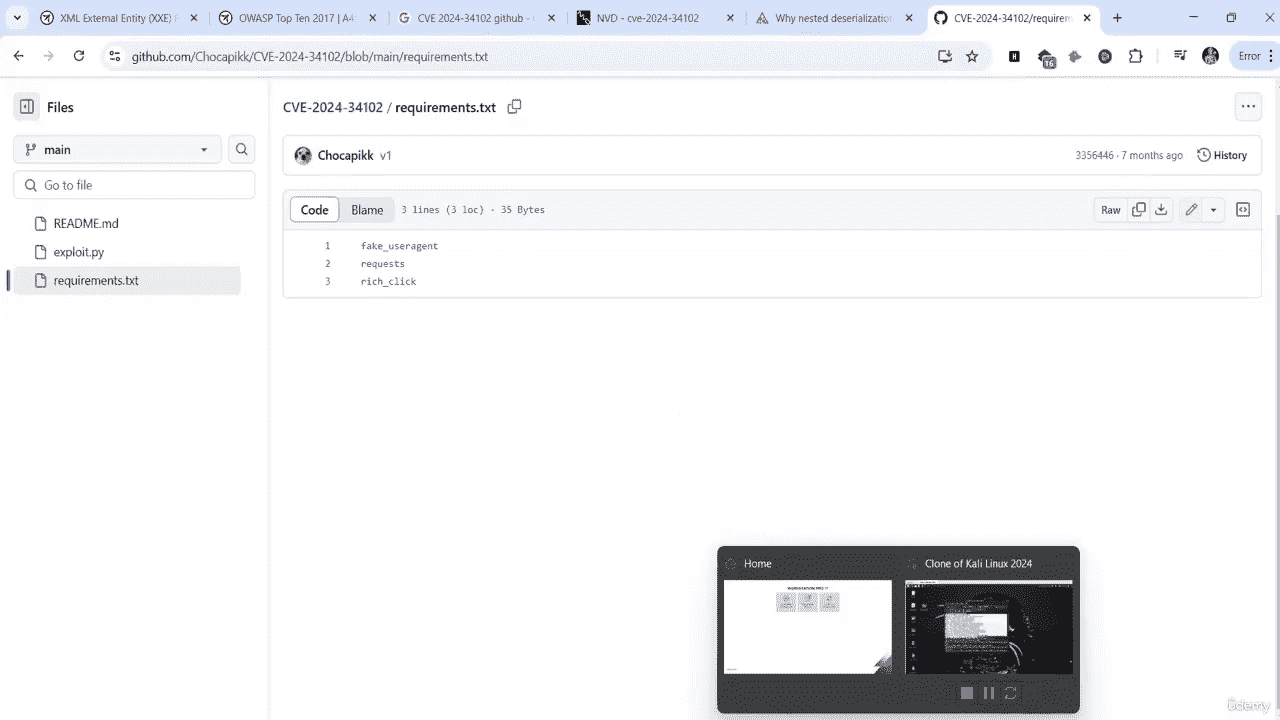 XML External Entity (XXE)
OWASP Top Ten
CVE 2024-34102 github -
NVD - cve-2024-34102
Why nested deserialization
CVE-2024-34102/requirem
github.com/Chocapikk/CVE-2024-34102/blob/main/requirements.txt
16
Error
Files
CVE-2024-34102 / requirements.txt
main
Chocapikk V1
3356446 · 7 months ago
History
Go to file
Code
Blame
3 lines (3 loc) · 35 Bytes
Raw
README.md
1 fake_useragent
exploit.py
2 requests
requirements.txt
3 rich_click
Home
Clone of Kali Linux 2024